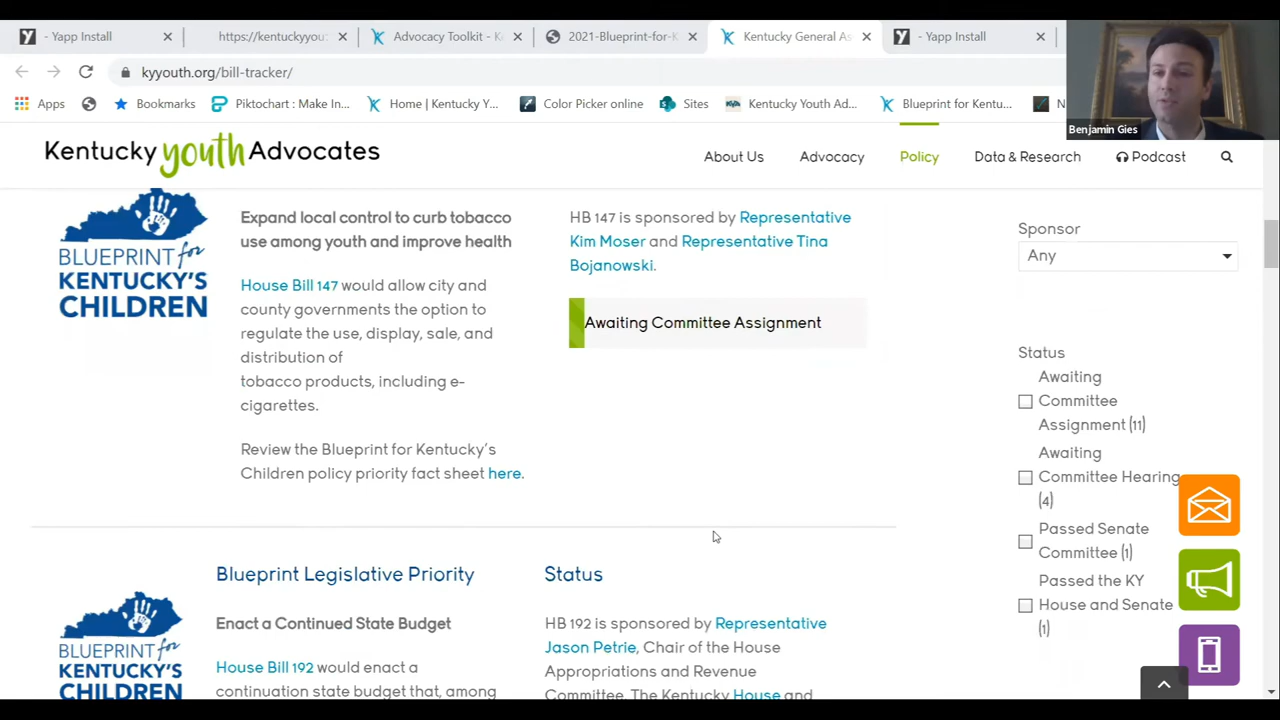 - Yapp Install
https://kentuckyyou
Advocacy Toolkit - K
2021-Blueprint-for-K
Kentucky General As
- Yapp Install
kyyouth.org/bill-tracker/
Apps
Bookmarks
Piktochart : Make In...
Home | Kentucky Y...
Color Picker online
Sites
Kentucky Youth Ad...
Blueprint for Kentu...
Benjamin Gies
Kentucky youth Advocates
About Us
Advocacy
Policy
Data & Research
Podcast
BLUEPRINT for
KENTUCKY'S
CHILDREN
Expand local control to curb tobacco
use among youth and improve health
House Bill 147 would allow city and
county governments the option to
regulate the use, display, sale, and
distribution of
tobacco products, including e-
cigarettes.
Review the Blueprint for Kentucky's
Children policy priority fact sheet here.
HB 147 is sponsored by Representative
Kim Moser and Representative Tina
Bojanowski.
Awaiting Committee Assignment
Sponsor
Any
Status
Awaiting
Committee
Assignment (11)
Awaiting
Committee Hearing
(4)
Passed Senate
Committee (1)
Passed the KY
House and Senate
(1)
BLUEPRINT for
KENTUCKY'S
CHILDREN
Blueprint Legislative Priority
Enact a Continued State Budget
House Bill 192 would enact a
continuation state budget that, among
Status
HB 192 is sponsored by Representative
Jason Petrie, Chair of the House
Appropriations and Revenue
Committee. The Kentucky House and